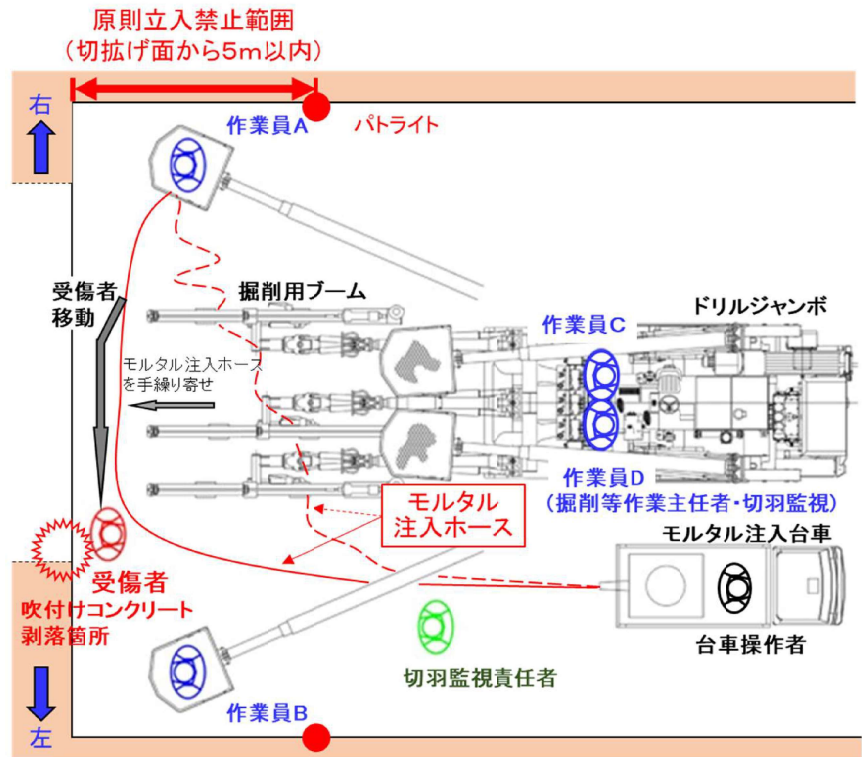 原則立入禁止範囲
(切拡げ面から5m以内)
右
作業員A
パトライト
受傷者
移動
掘削用ブーム
ドリルジャンボ
作業員C
モルタル注入ホース
を手繰り寄せ
作業員D
(掘削等作業主任者・切羽監視)
モルタル
注入ホース
モルタル注入台車
受傷者
吹付けコンクリート
剥落箇所
台車操作者
切羽監視責任者
作業員B
左